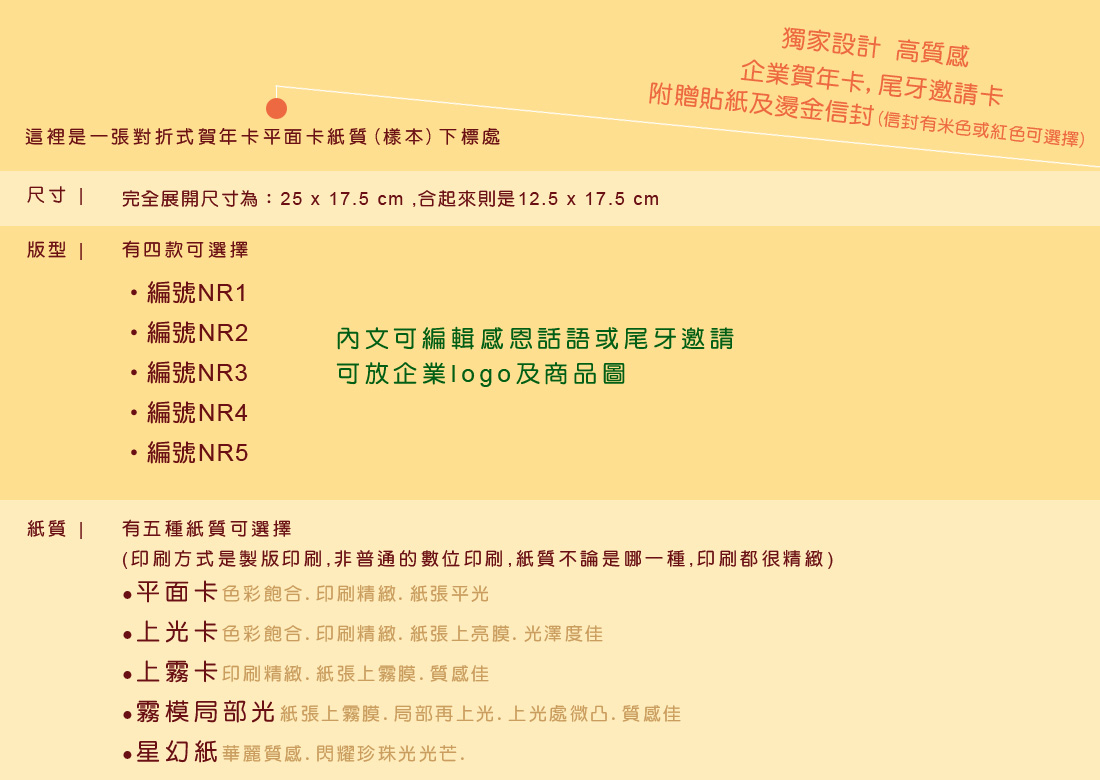 獨家設計 高質感
企業賀年卡,尾牙邀請卡
附贈貼紙及燙金信封(信封有米色或紅色可選擇)
這裡是一張對折式賀年卡平面卡紙質(樣本)下標處
尺寸 | 完全展開尺寸為：25 x 17.5 cm ,合起來則是12.5 x 17.5 cm
版型 | 有四款可選擇
・編號NR1
・編號NR2
・編號NR3
・編號NR4
・編號NR5
內文可編輯感恩話語或尾牙邀請
可放企業logo及商品圖
紙質 | 有五種紙質可選擇
(印刷方式是製版印刷,非普通的數位印刷,紙質不論是哪一種,印刷都很精緻)
●平面卡 色彩飽合.印刷精緻.紙張平光
●上光卡 色彩飽合.印刷精緻.紙張上亮膜.光澤度佳
●上霧卡 印刷精緻.紙張上霧膜.質感佳
●霧模局部光 紙張上霧膜.局部再上光.上光處微凸.質感佳
●星幻紙 華麗質感.閃耀珍珠光光芒.